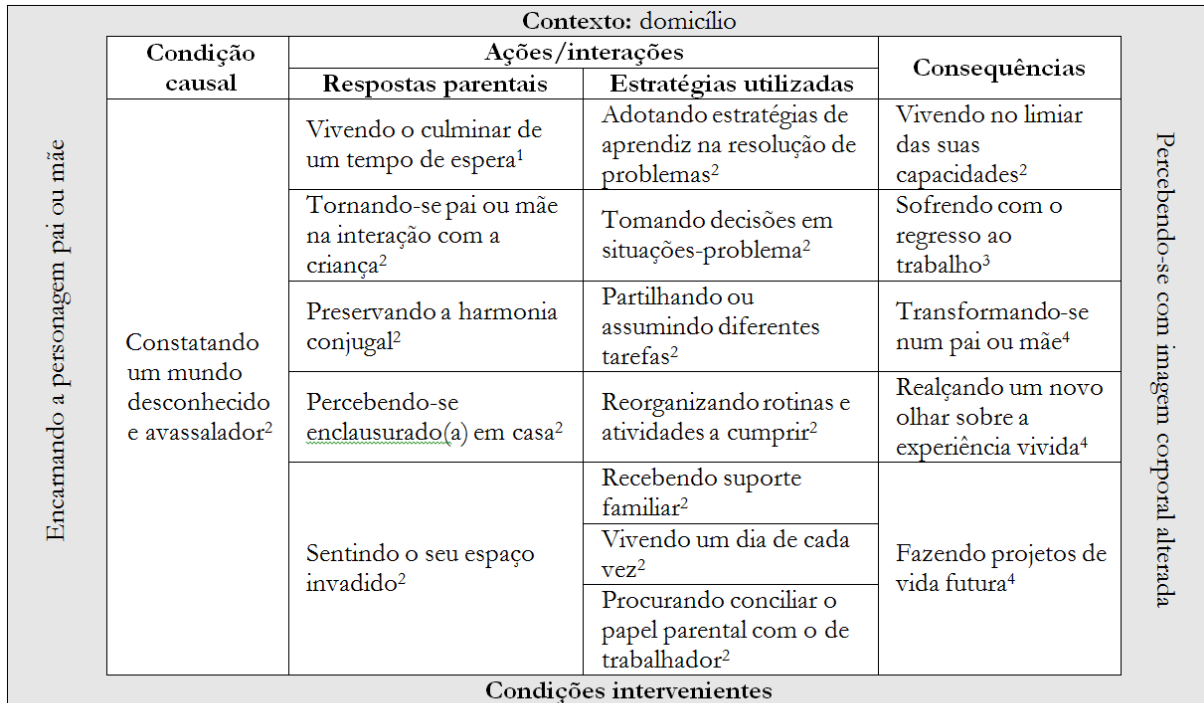 Contexto: domicílio
Encarnando a personagem pai ou mãe
Condição
causal
Ações/interações
Respostas parentais
Estratégias utilizadas
Consequências
Constatando
um mundo
desconhecido
e avassalador²
Vivendo o culminar de
um tempo de espera¹
Adotando estratégias de
aprendiz na resolução de
problemas²
Vivendo no limiar
das suas
capacidades²
Tornando-se pai ou mãe
na interação com a
criança²
Tomando decisões em
situações-problema²
Sofrendo com o
regresso ao
trabalho³
Preservando a harmonia
conjugal²
Partilhando ou
assumindo diferentes
tarefas²
Transformando-se
num pai ou mãe⁴
Percebendo-se
enclausurado(a) em casa²
Reorganizando rotinas e
atividades a cumprir²
Realçando um novo
olhar sobre a
experiência vivida⁴
Sentindo o seu espaço
invadido²
Recebendo suporte
familiar²
Vivendo um dia de cada
vez²
Procurando conciliar o
papel parental com o de
trabalhador²
Fazendo projetos de
vida futura⁴
Percebendo-se com imagem corporal alterada
Condições intervenientes